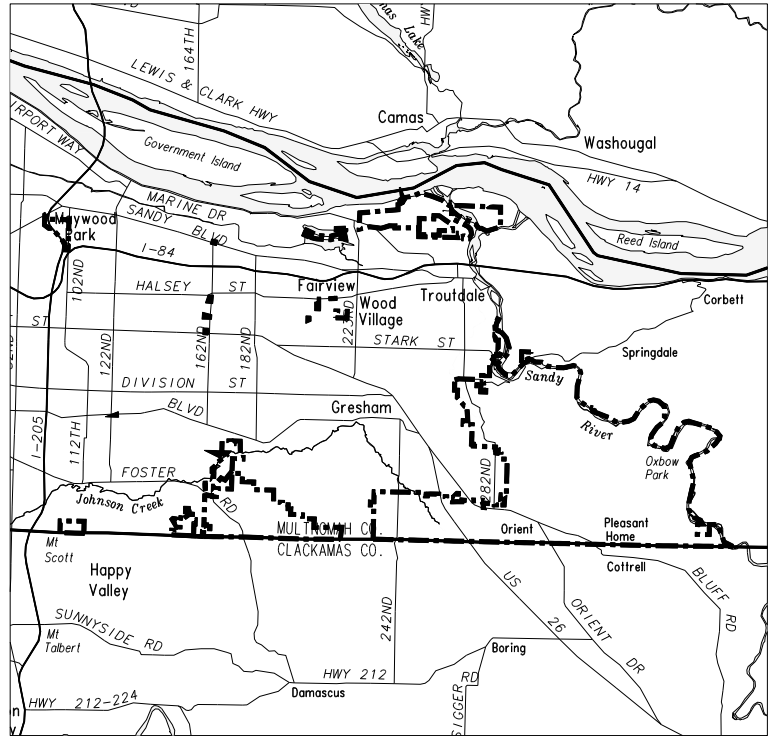 164TH
LEWIS & CLARK HWY
Lake
Camas
Washougal
HWY 14
Government Island
MARINE DR
SANDY BLVD
Maywood
Park
I-84
Reed Island
Corbett
Fairview
Wood
Village
Troutdale
HALSEY ST
102ND
122ND
162ND
182ND
223RD
ST
STARK ST
Springdale
DIVISION ST
Sandy
River
Gresham
BLVD
Oxbow
Park
I-205
112TH
FOSTER
RD
282ND
Johnson Creek
MULTNOMAH CO.
CLACKAMAS CO.
Orient
Pleasant
Home
Cottrell
Mt
Scott
Happy
Valley
242ND
US
26
ORIENT DR
BLUFF
RD
SUNNYSIDE RD
Mt
Talbert
Boring
HWY 212
Damascus
RD
HWY 212-224